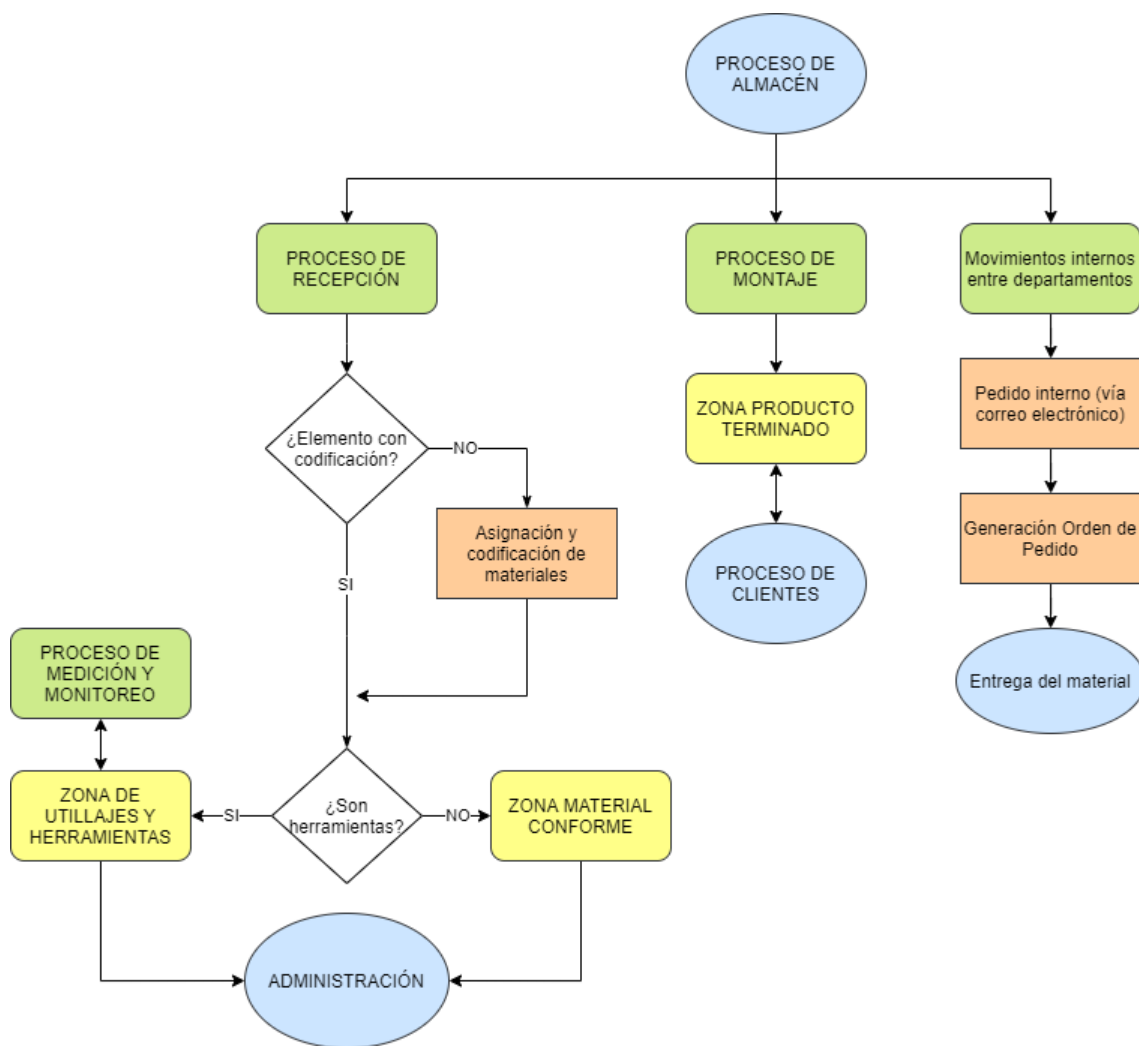 PROCESO DE
ALMACÉN
PROCESO DE
RECEPCIÓN
PROCESO DE
MONTAJE
Movimientos internos
entre departamentos
¿Elemento con
codificación?
NO
Asignación y
codificación de
materiales
SI
ZONA PRODUCTO
TERMINADO
PROCESO DE
CLIENTES
Pedido interno (vía
correo electrónico)
Generación Orden de
Pedido
Entrega del material
PROCESO DE
MEDICIÓN Y
MONITOREO
ZONA DE
UTILLAJES Y
HERRAMIENTAS
SI
¿Son
herramientas?
NO
ZONA MATERIAL
CONFORME
ADMINISTRACIÓN